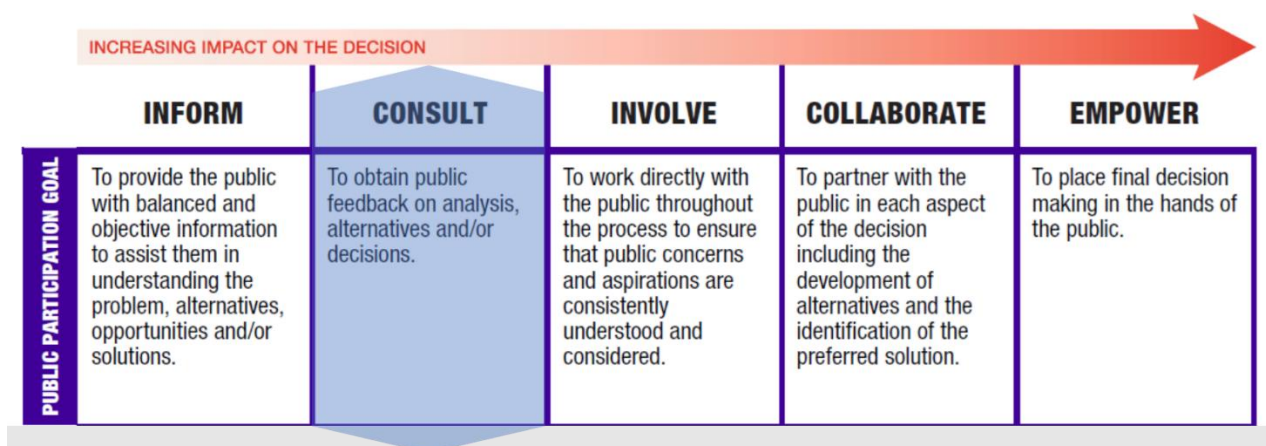 INCREASING IMPACT ON THE DECISION
INFORM
CONSULT
INVOLVE
COLLABORATE
EMPOWER
PUBLIC PARTICIPATION GOAL
To provide the public
with balanced and
objective information
to assist them in
understanding the
problem, alternatives,
opportunities and/or
solutions.
To obtain public
feedback on analysis,
alternatives and/or
decisions.
To work directly with
the public throughout
the process to ensure
that public concerns
and aspirations are
consistently
understood and
considered.
To partner with the
public in each aspect
of the decision
including the
development of
alternatives and the
identification of the
preferred solution.
To place final decision
making in the hands of
the public.